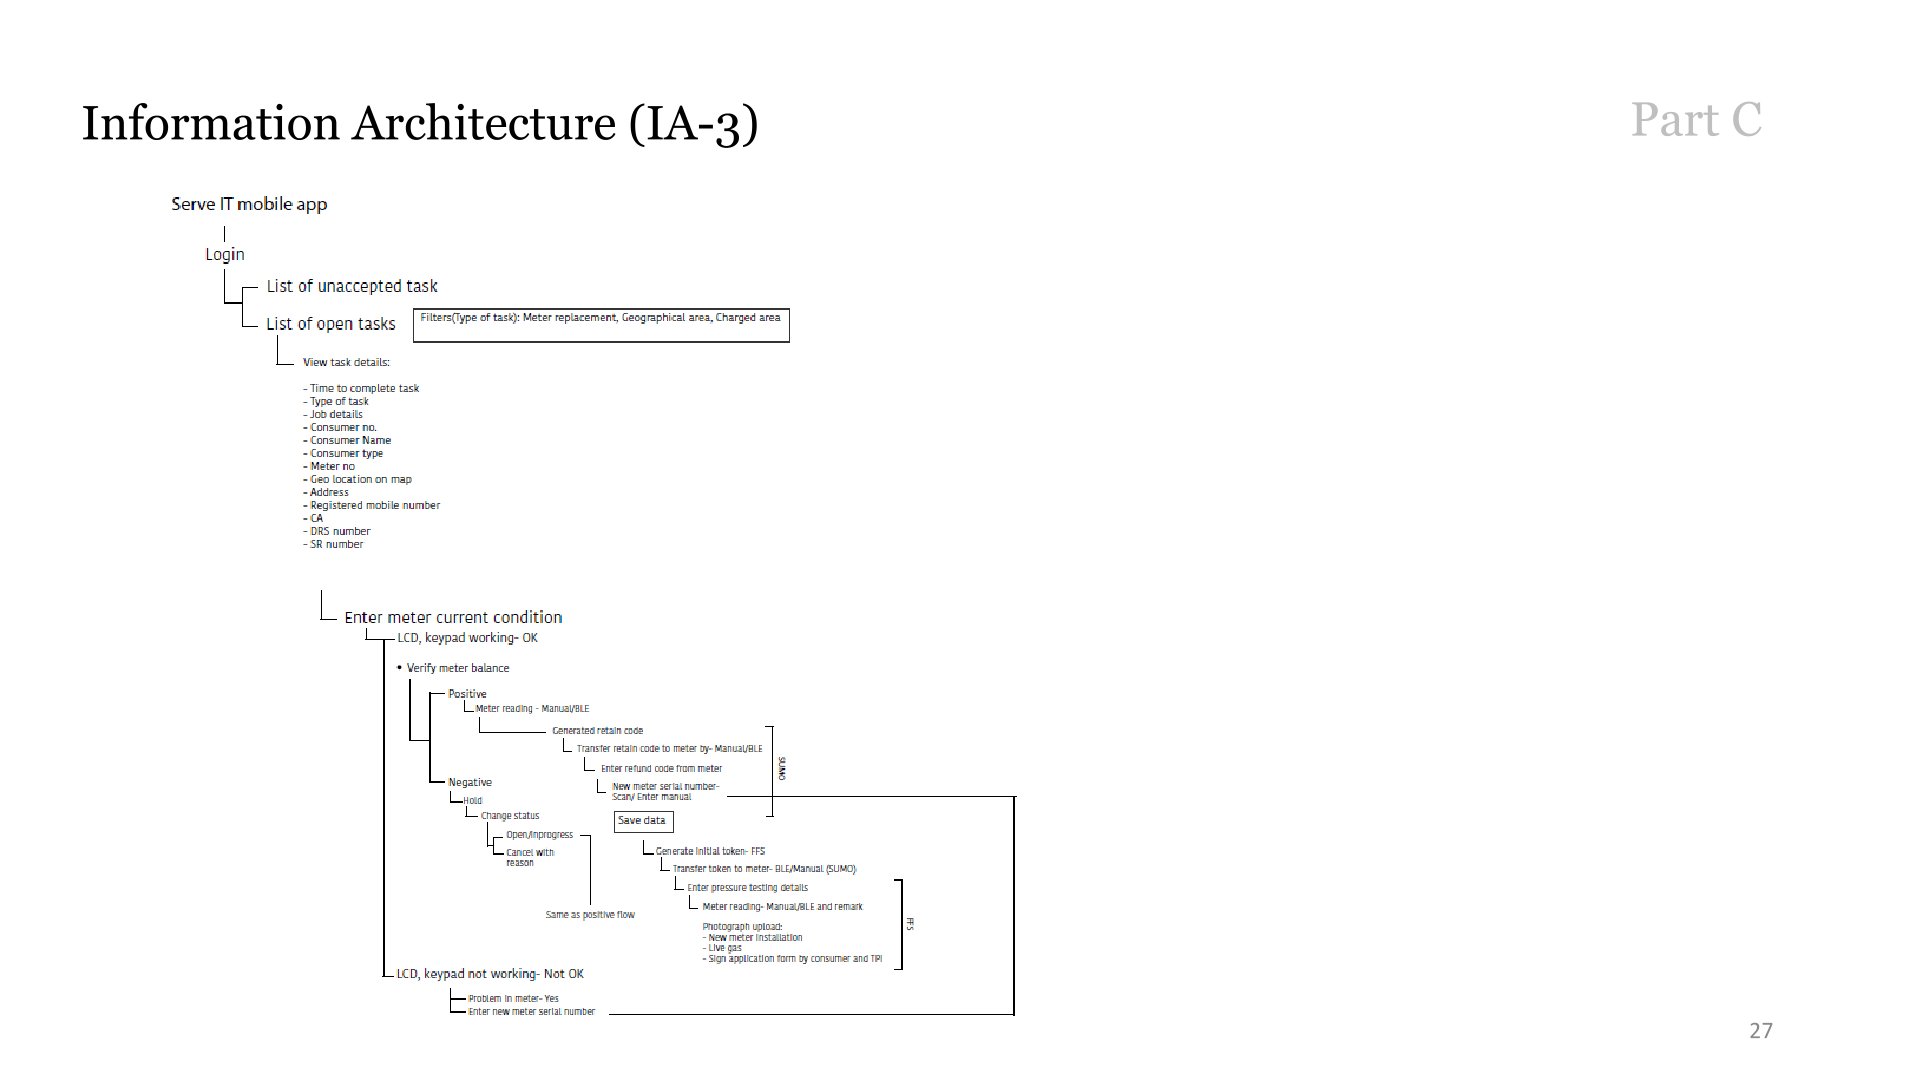 Information Architecture (IA-3)
Part C
Serve IT mobile app
Login
List of unaccepted task
List of open tasks
Filters(Type of task): Meter replacement, Geographical area, Charged area
View task details:
- Time to complete task
- Type of task
- Job details
- Consumer no.
- Consumer Name
- Consumer type
- Meter no
- Geo location on map
- Address
- Registered mobile number
- CA
- DRS number
- SR number
Enter meter current condition
LCD, keypad working- OK
• Verify meter balance
Positive
Meter reading - Manual/BLE
Generated retain code
Transfer retain code to meter by- Manual/BLE
Enter refund code from meter
New meter serial number-
Scan/ Enter manual
SUMO
Negative
Hold
Change status
Open/Inprogress
Cancel with
reason
Same as positive flow
Save data
Generate initial token- FFS
Transfer token to meter- BLE/Manual (SUMO)
Enter pressure testing details
Meter reading- Manual/BLE and remark
Photograph upload:
- New meter installation
- Live gas
- Sign application form by consumer and TPI
FFS
LCD, keypad not working- Not OK
Problem in meter- Yes
Enter new meter serial number
27